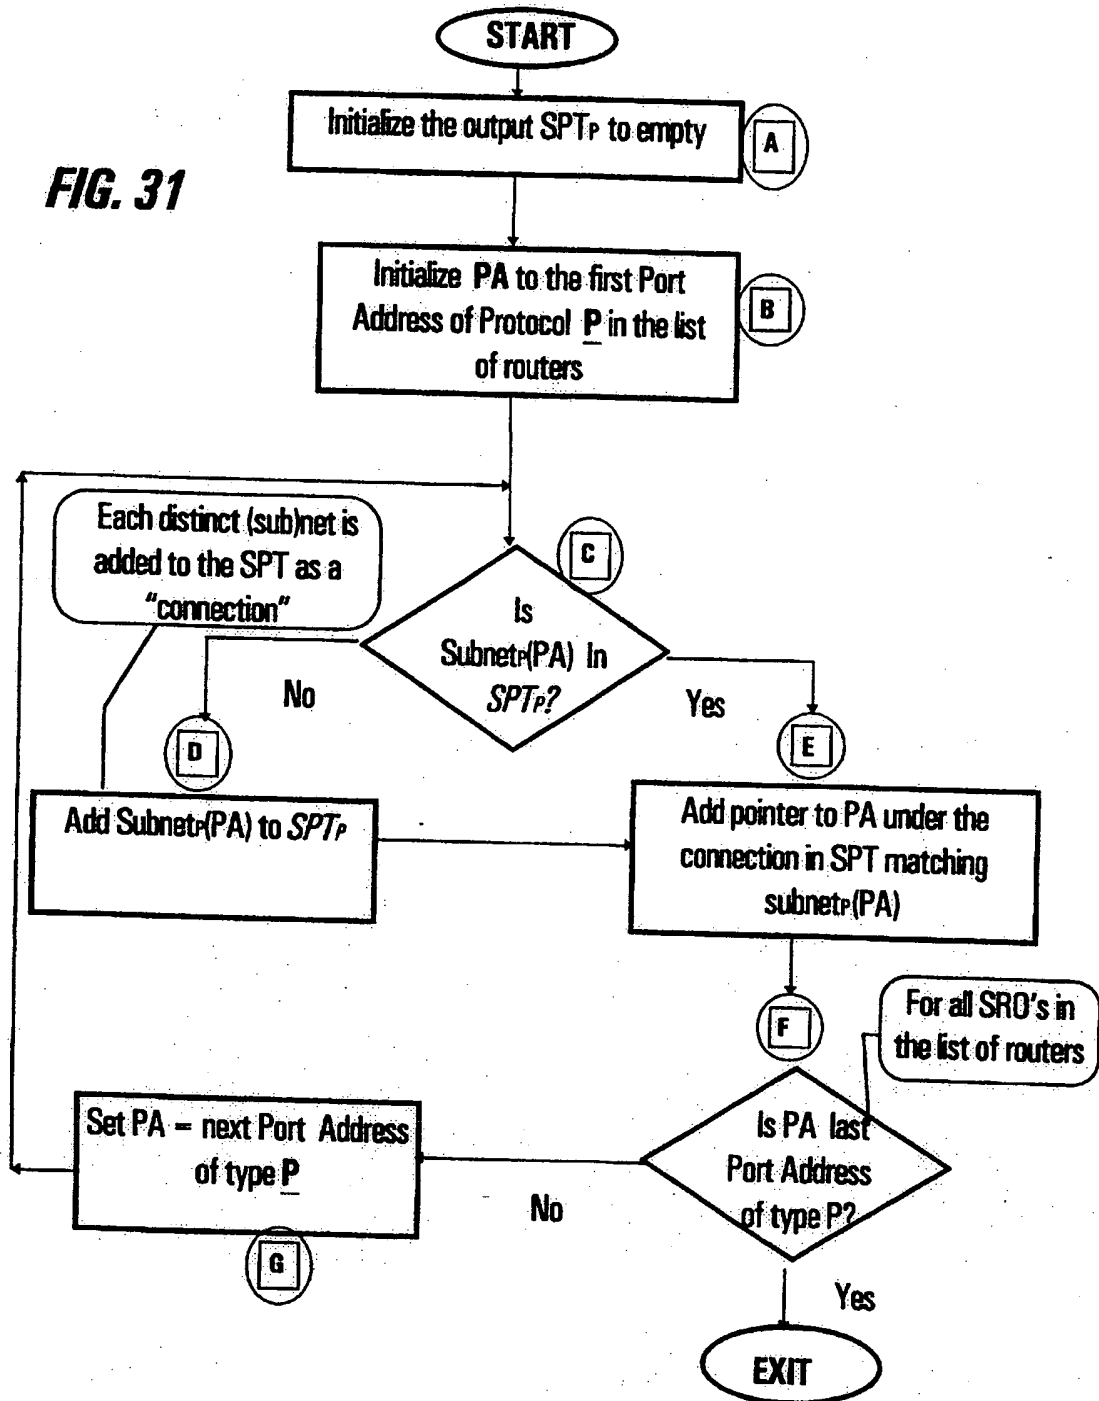 START
Initialize the output SPTP to empty
A
FIG. 31
Initialize PA to the first Port
Address of Protocol P in the list
of routers
B
Each distinct (sub)net is
added to the SPT as a
"connection"
C
Is
SubnetP(PA) In
SPTP?
No
Yes
D
E
Add SubnetP(PA) to SPTP
Add pointer to PA under the
connection in SPT matching
subnetP(PA)
F
For all SRO's in
the list of routers
Set PA = next Port Address
of type P
Is PA last
Port Address
of type P?
No
G
Yes
EXIT